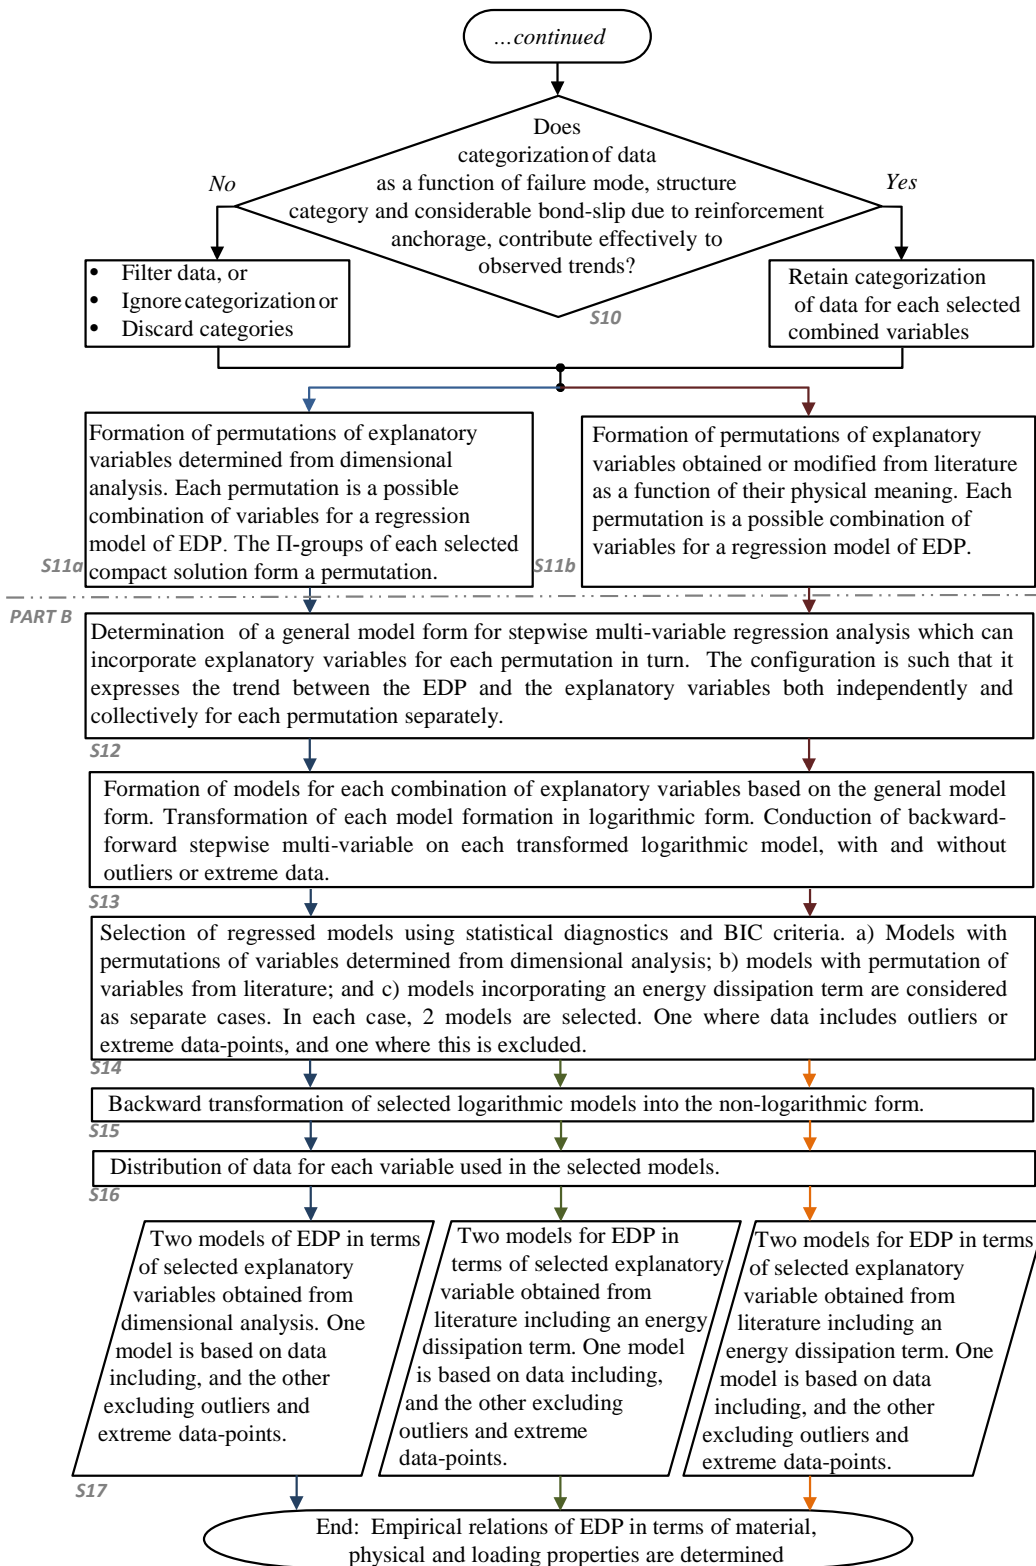 ...continued
Does
categorization of data
as a function of failure mode, structure
category and considerable bond-slip due to reinforcement
anchorage, contribute effectively to
observed trends?
No
Yes
S10
• Filter data, or
• Ignore categorization or
• Discard categories
Retain categorization
of data for each selected
combined variables
Formation of permutations of explanatory
variables determined from dimensional
analysis. Each permutation is a possible
combination of variables for a regression
model of EDP. The Π-groups of each selected
compact solution form a permutation.
S11a
Formation of permutations of explanatory
variables obtained or modified from literature
as a function of their physical meaning. Each
permutation is a possible combination of
variables for a regression model of EDP.
S11b
PART B
Determination of a general model form for stepwise multi-variable regression analysis which can
incorporate explanatory variables for each permutation in turn. The configuration is such that it
expresses the trend between the EDP and the explanatory variables both independently and
collectively for each permutation separately.
S12
Formation of models for each combination of explanatory variables based on the general model
form. Transformation of each model formation in logarithmic form. Conduction of backward-
forward stepwise multi-variable on each transformed logarithmic model, with and without
outliers or extreme data.
S13
Selection of regressed models using statistical diagnostics and BIC criteria. a) Models with
permutations of variables determined from dimensional analysis; b) models with permutation of
variables from literature; and c) models incorporating an energy dissipation term are considered
as separate cases. In each case, 2 models are selected. One where data includes outliers or
extreme data-points, and one where this is excluded.
S14
Backward transformation of selected logarithmic models into the non-logarithmic form.
S15
Distribution of data for each variable used in the selected models.
S16
Two models of EDP in terms
of selected explanatory
variables obtained from
dimensional analysis. One
model is based on data
including, and the other
excluding outliers and
extreme data-points.
Two models for EDP in
terms of selected explanatory
variable obtained from
literature including an energy
dissipation term. One model
is based on data including,
and the other excluding
outliers and extreme
data-points.
Two models for EDP in terms
of selected explanatory
variable obtained from
literature including an
energy dissipation term. One
model is based on data
including, and the other
excluding outliers and
extreme data-points.
S17
End: Empirical relations of EDP in terms of material,
physical and loading properties are determined